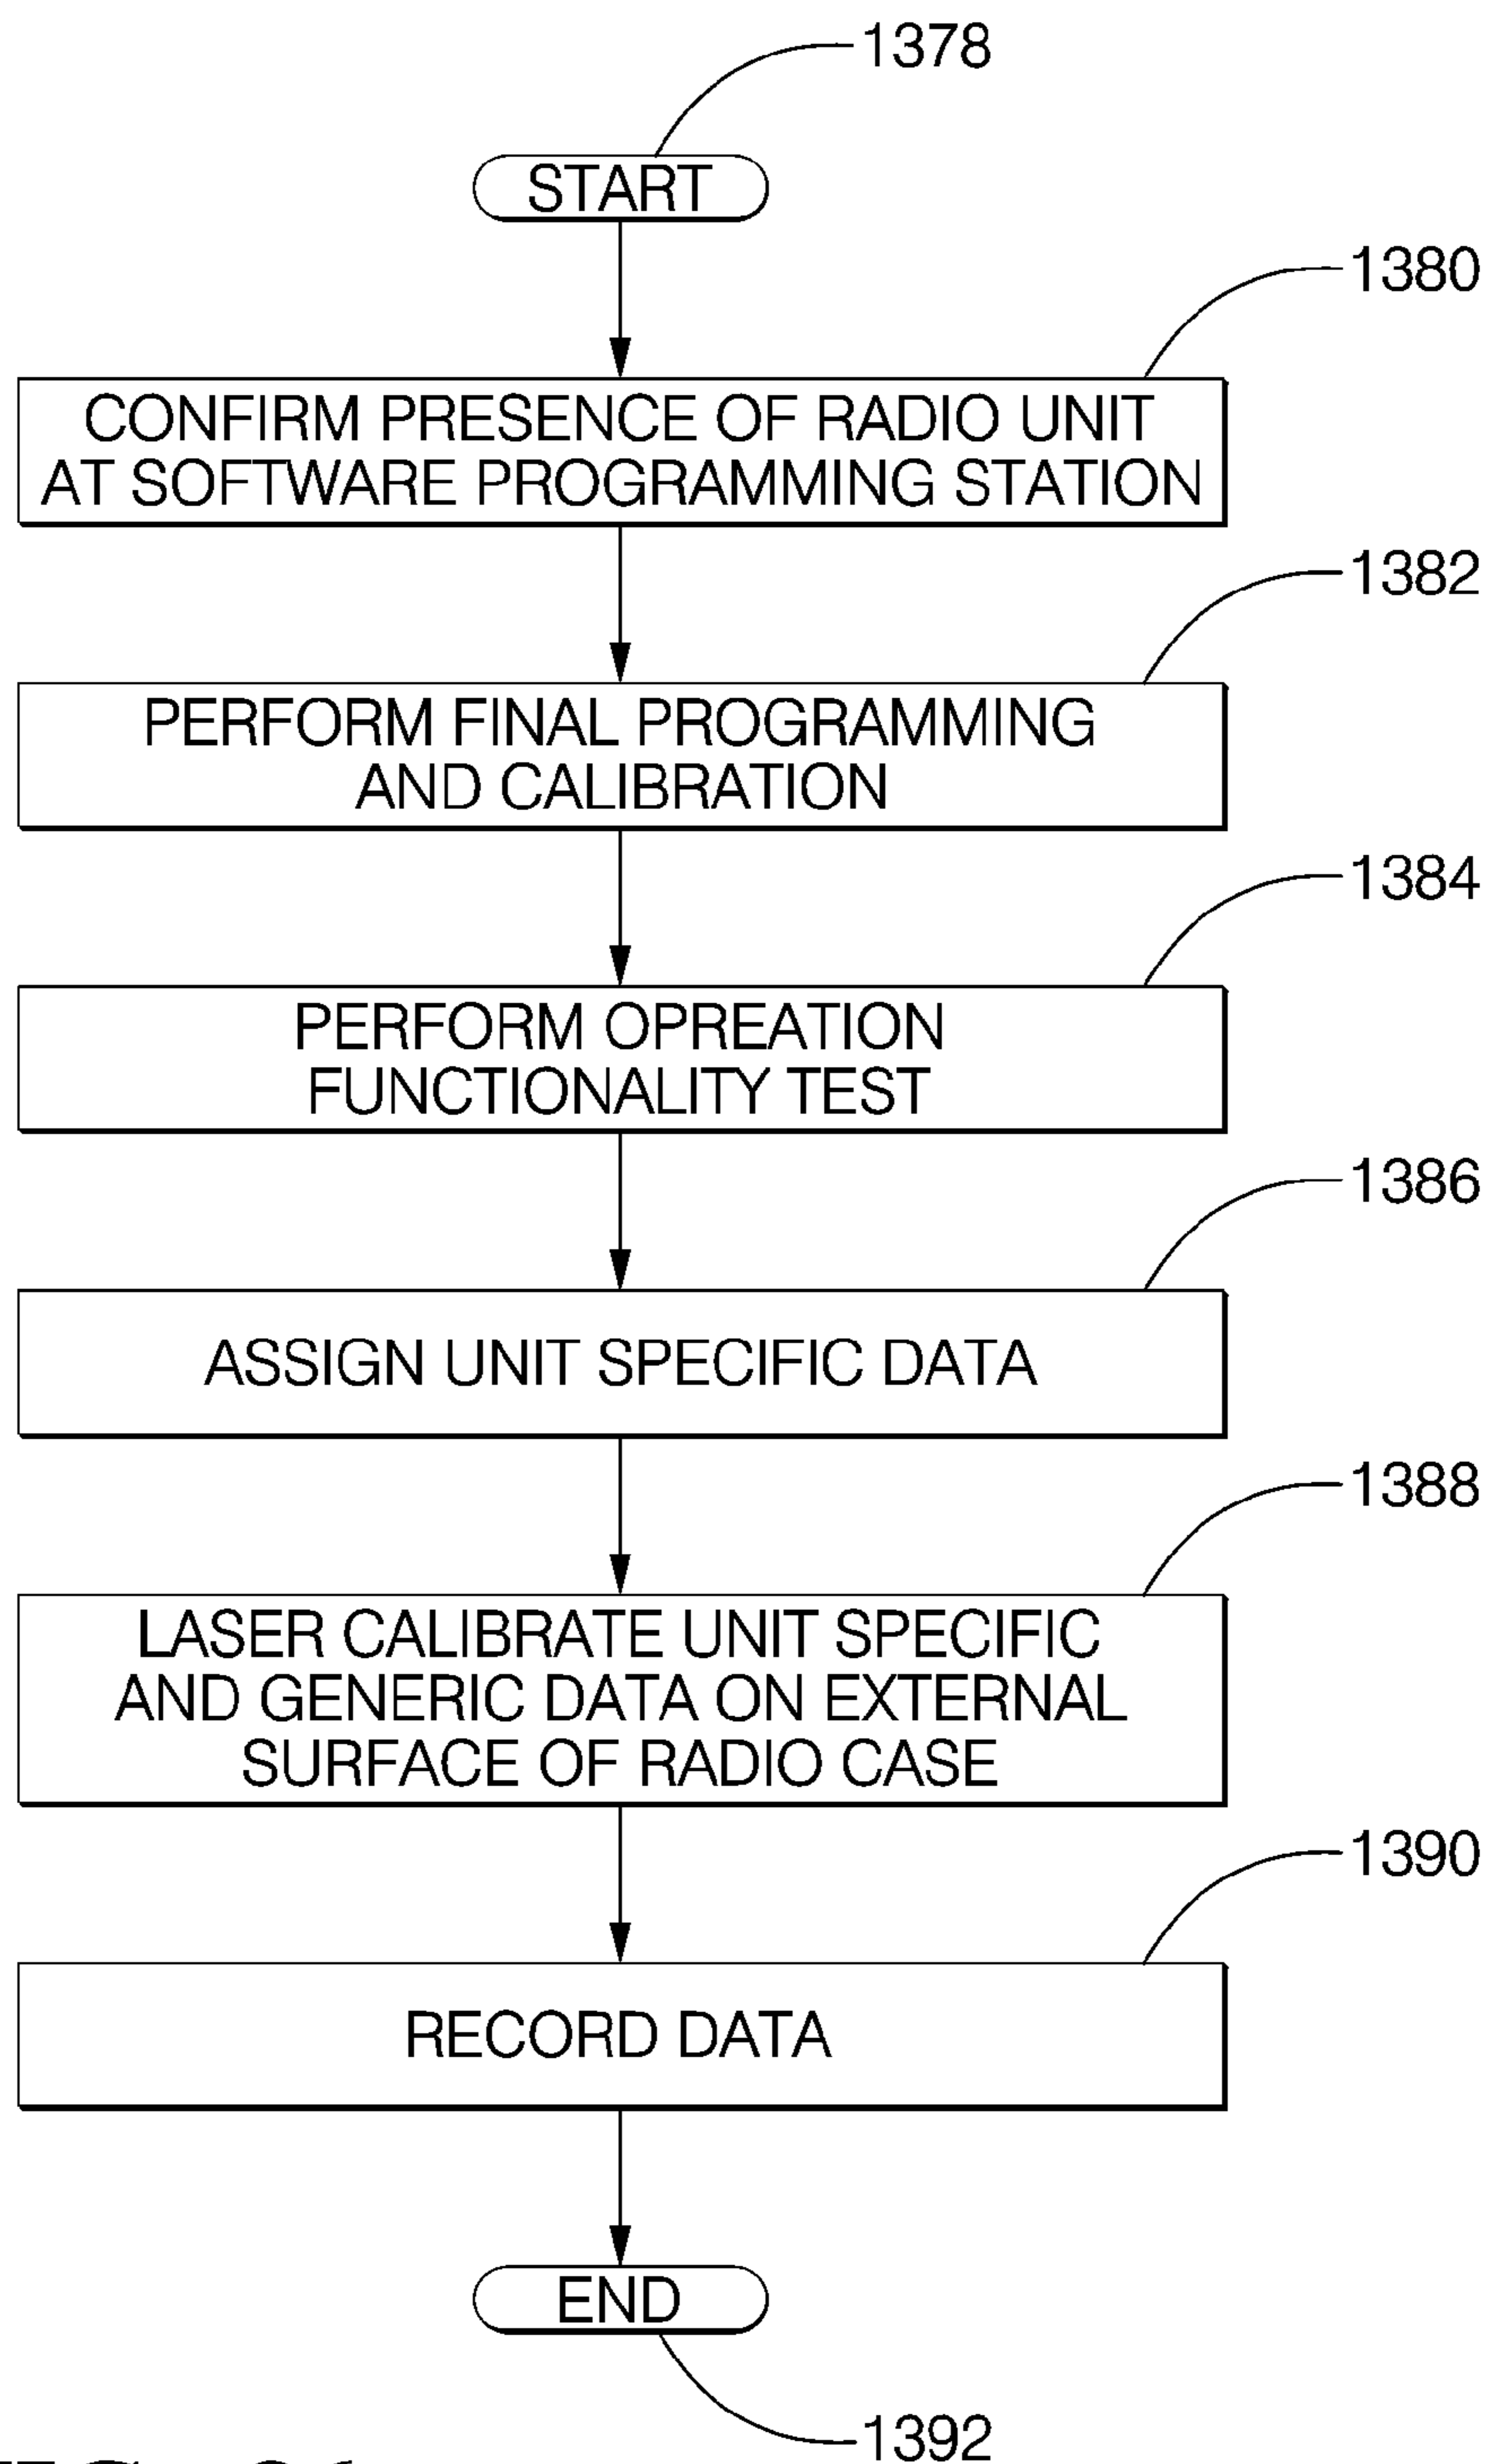 1378
START
1380
CONFIRM PRESENCE OF RADIO UNIT
AT SOFTWARE PROGRAMMING STATION
1382
PERFORM FINAL PROGRAMMING
AND CALIBRATION
1384
PERFORM OPREATION
FUNCTIONALITY TEST
1386
ASSIGN UNIT SPECIFIC DATA
1388
LASER CALIBRATE UNIT SPECIFIC
AND GENERIC DATA ON EXTERNAL
SURFACE OF RADIO CASE
1390
RECORD DATA
END
1392